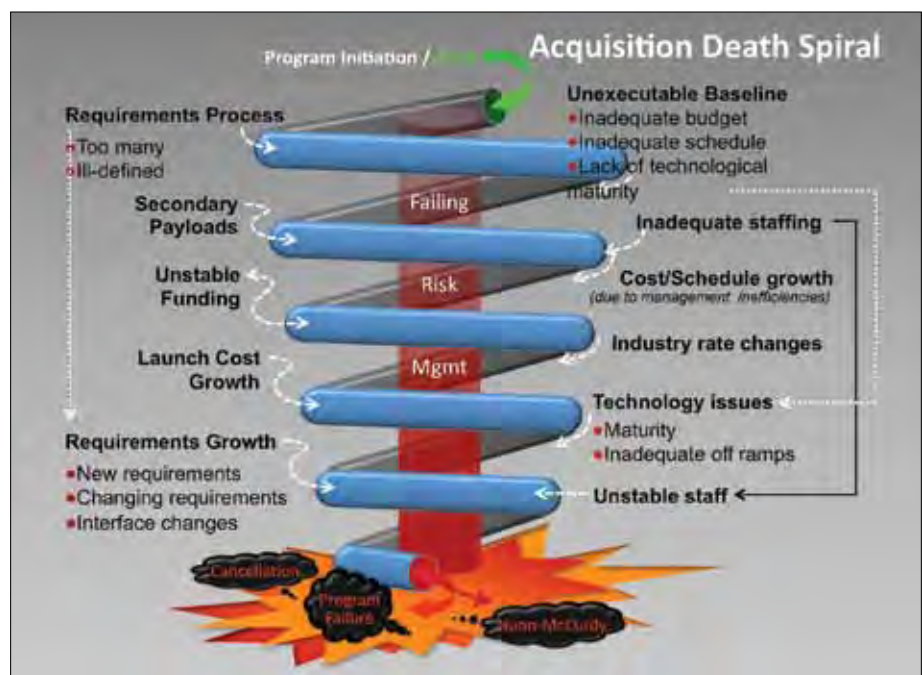 Acquisition Death Spiral
Program Initiation /
Requirements Process
Too many
Ill-defined
Unexecutable Baseline
Inadequate budget
Inadequate schedule
Lack of technological
maturity
Failing
Secondary
Payloads
Inadequate staffing
Unstable
Funding
Risk
Cost/Schedule growth
(due to management inefficiencies)
Launch Cost
Growth
Mgmt
Industry rate changes
Technology issues
Maturity
Inadequate off ramps
Requirements Growth
New requirements
Changing requirements
Interface changes
Unstable staff
Cancellation
Program
Failure
Nunn-McCurdy